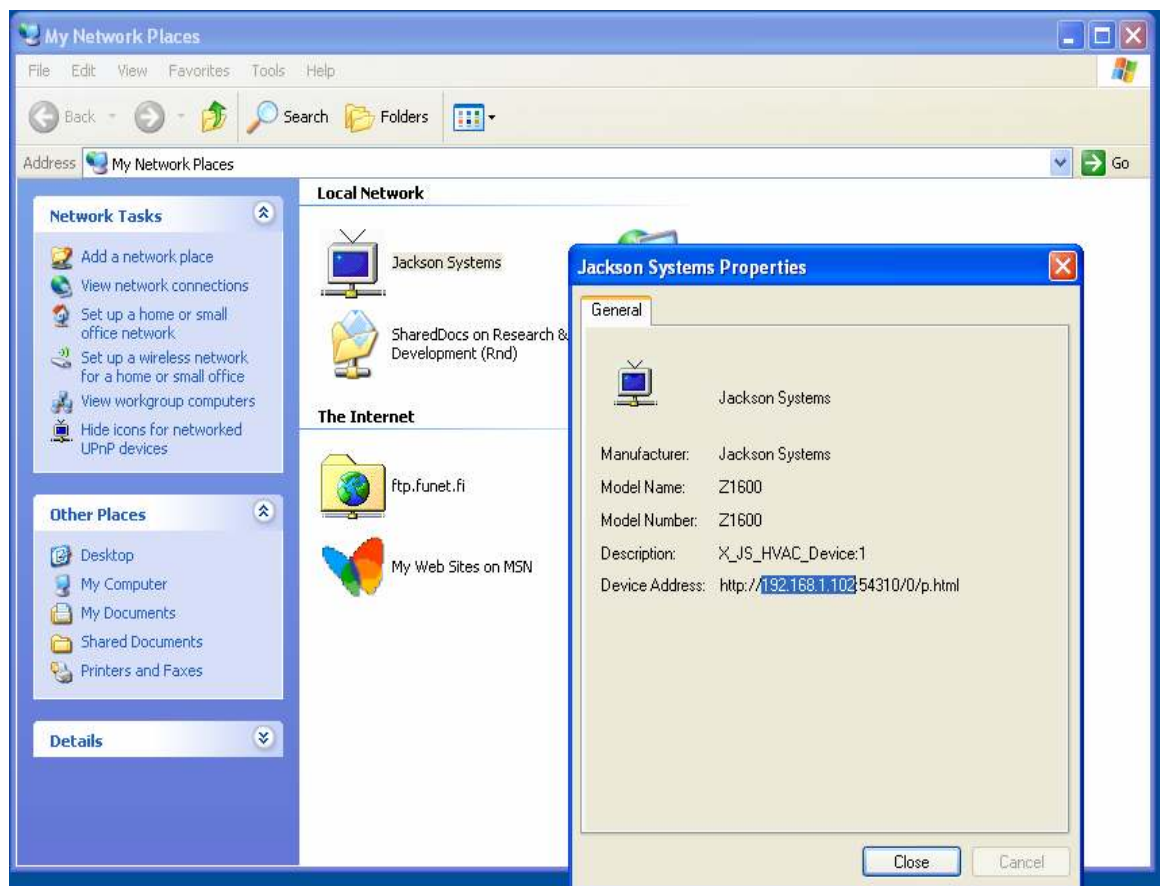 My Network Places
File Edit View Favorites Tools Help
Back Search Folders
Address My Network Places Go
Network Tasks
Add a network place
View network connections
Set up a home or small
office network
Set up a wireless network
for a home or small office
View workgroup computers
Hide icons for networked
UPnP devices
Other Places
Desktop
My Computer
My Documents
Shared Documents
Printers and Faxes
Details
Local Network
Jackson Systems
SharedDocs on Research &
Development (Rnd)
The Internet
ftp.funet.fi
My Web Sites on MSN
Jackson Systems Properties
General
Jackson Systems
Manufacturer: Jackson Systems
Model Name: Z1600
Model Number: Z1600
Description: X_JS_HVAC_Device:1
Device Address: http://192.168.1.102:54310/0/p.html
Close Cancel